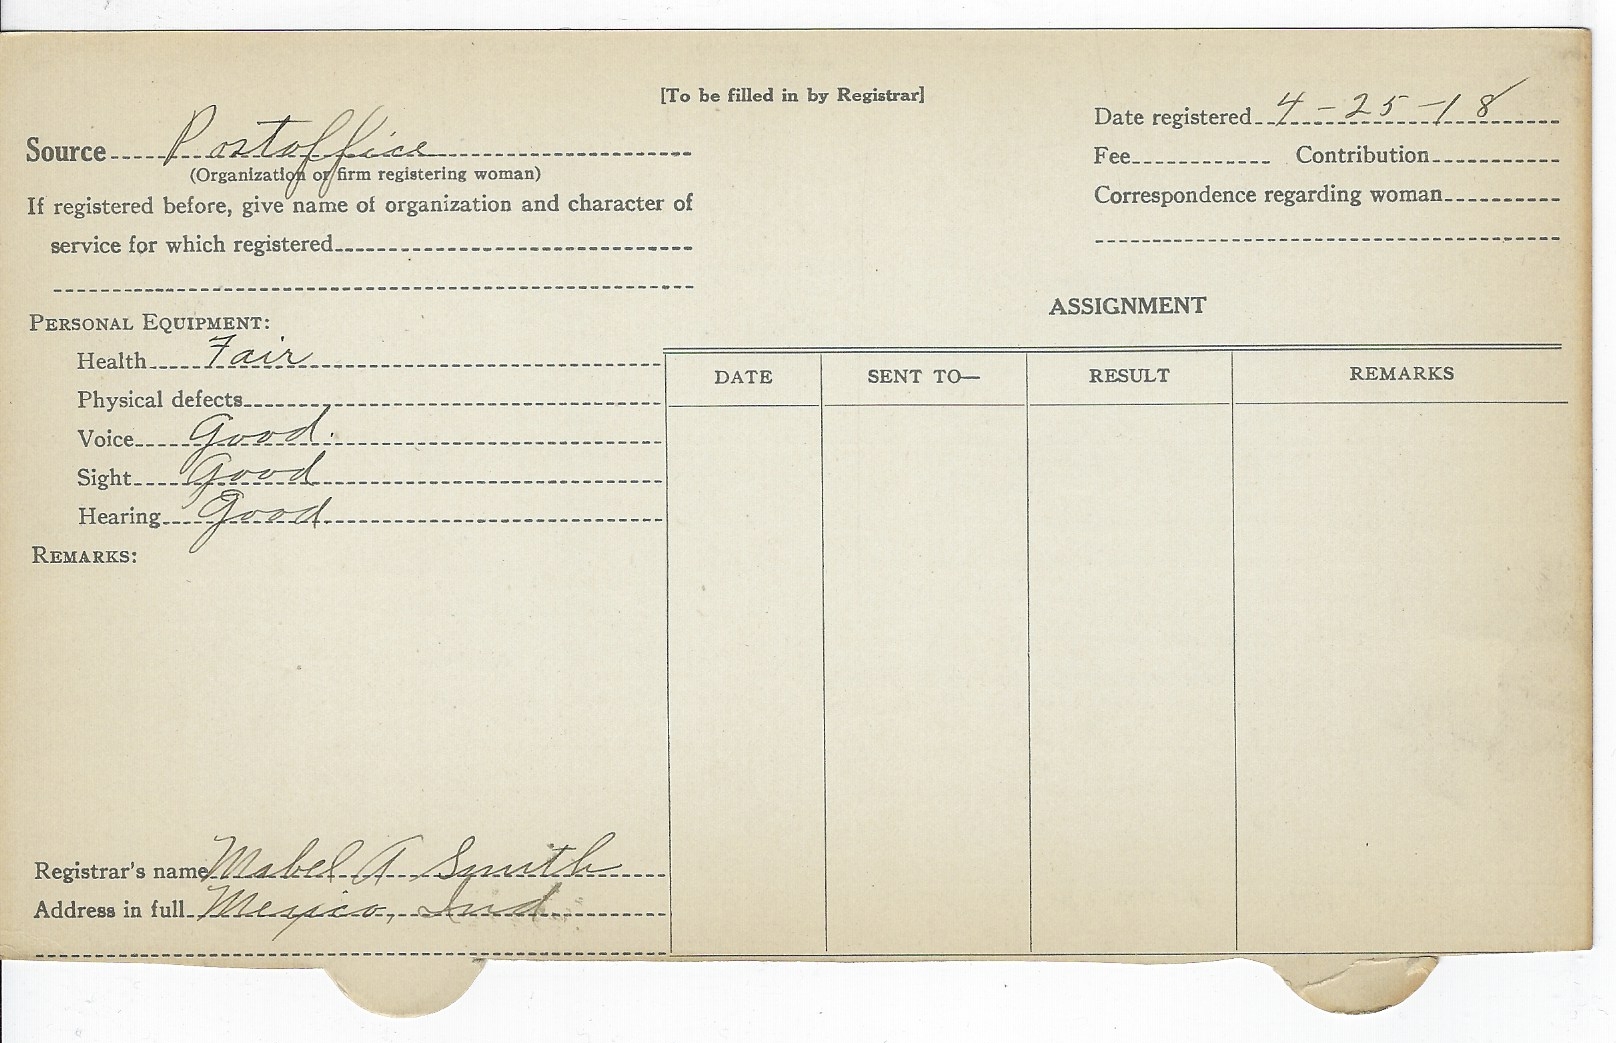 [To be filled in by Registrar]
Source Postoffice
(Organization or firm registering woman)
If registered before, give name of organization and character of
service for which registered
Date registered 4-25-18
Fee Contribution
Correspondence regarding woman
PERSONAL EQUIPMENT:
Health Fair
Physical defects
Voice Good.
Sight Good
Hearing Good
REMARKS:
ASSIGNMENT
DATE SENT TO— RESULT REMARKS
Registrar's name Mabel A Smith
Address in full Mexico, Ind.